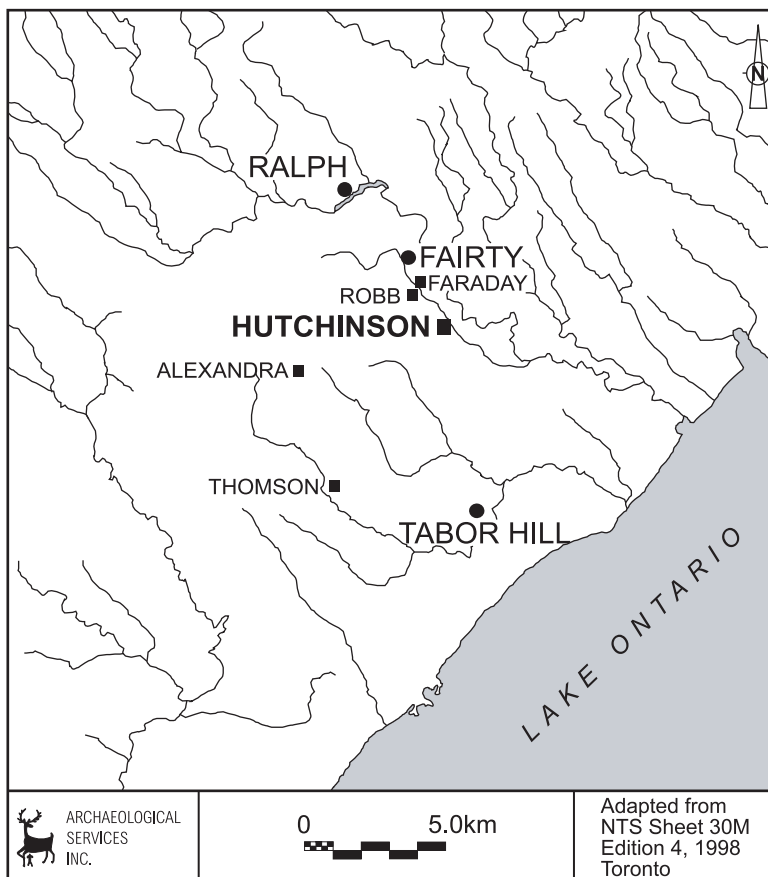 N
RALPH
FAIRTY
FARADAY
ROBB
HUTCHINSON
ALEXANDRA
THOMSON
TABOR HILL
LAKE ONTARIO
ARCHAEOLOGICAL
SERVICES
INC.
0 5.0km
Adapted from
NTS Sheet 30M
Edition 4, 1998
Toronto